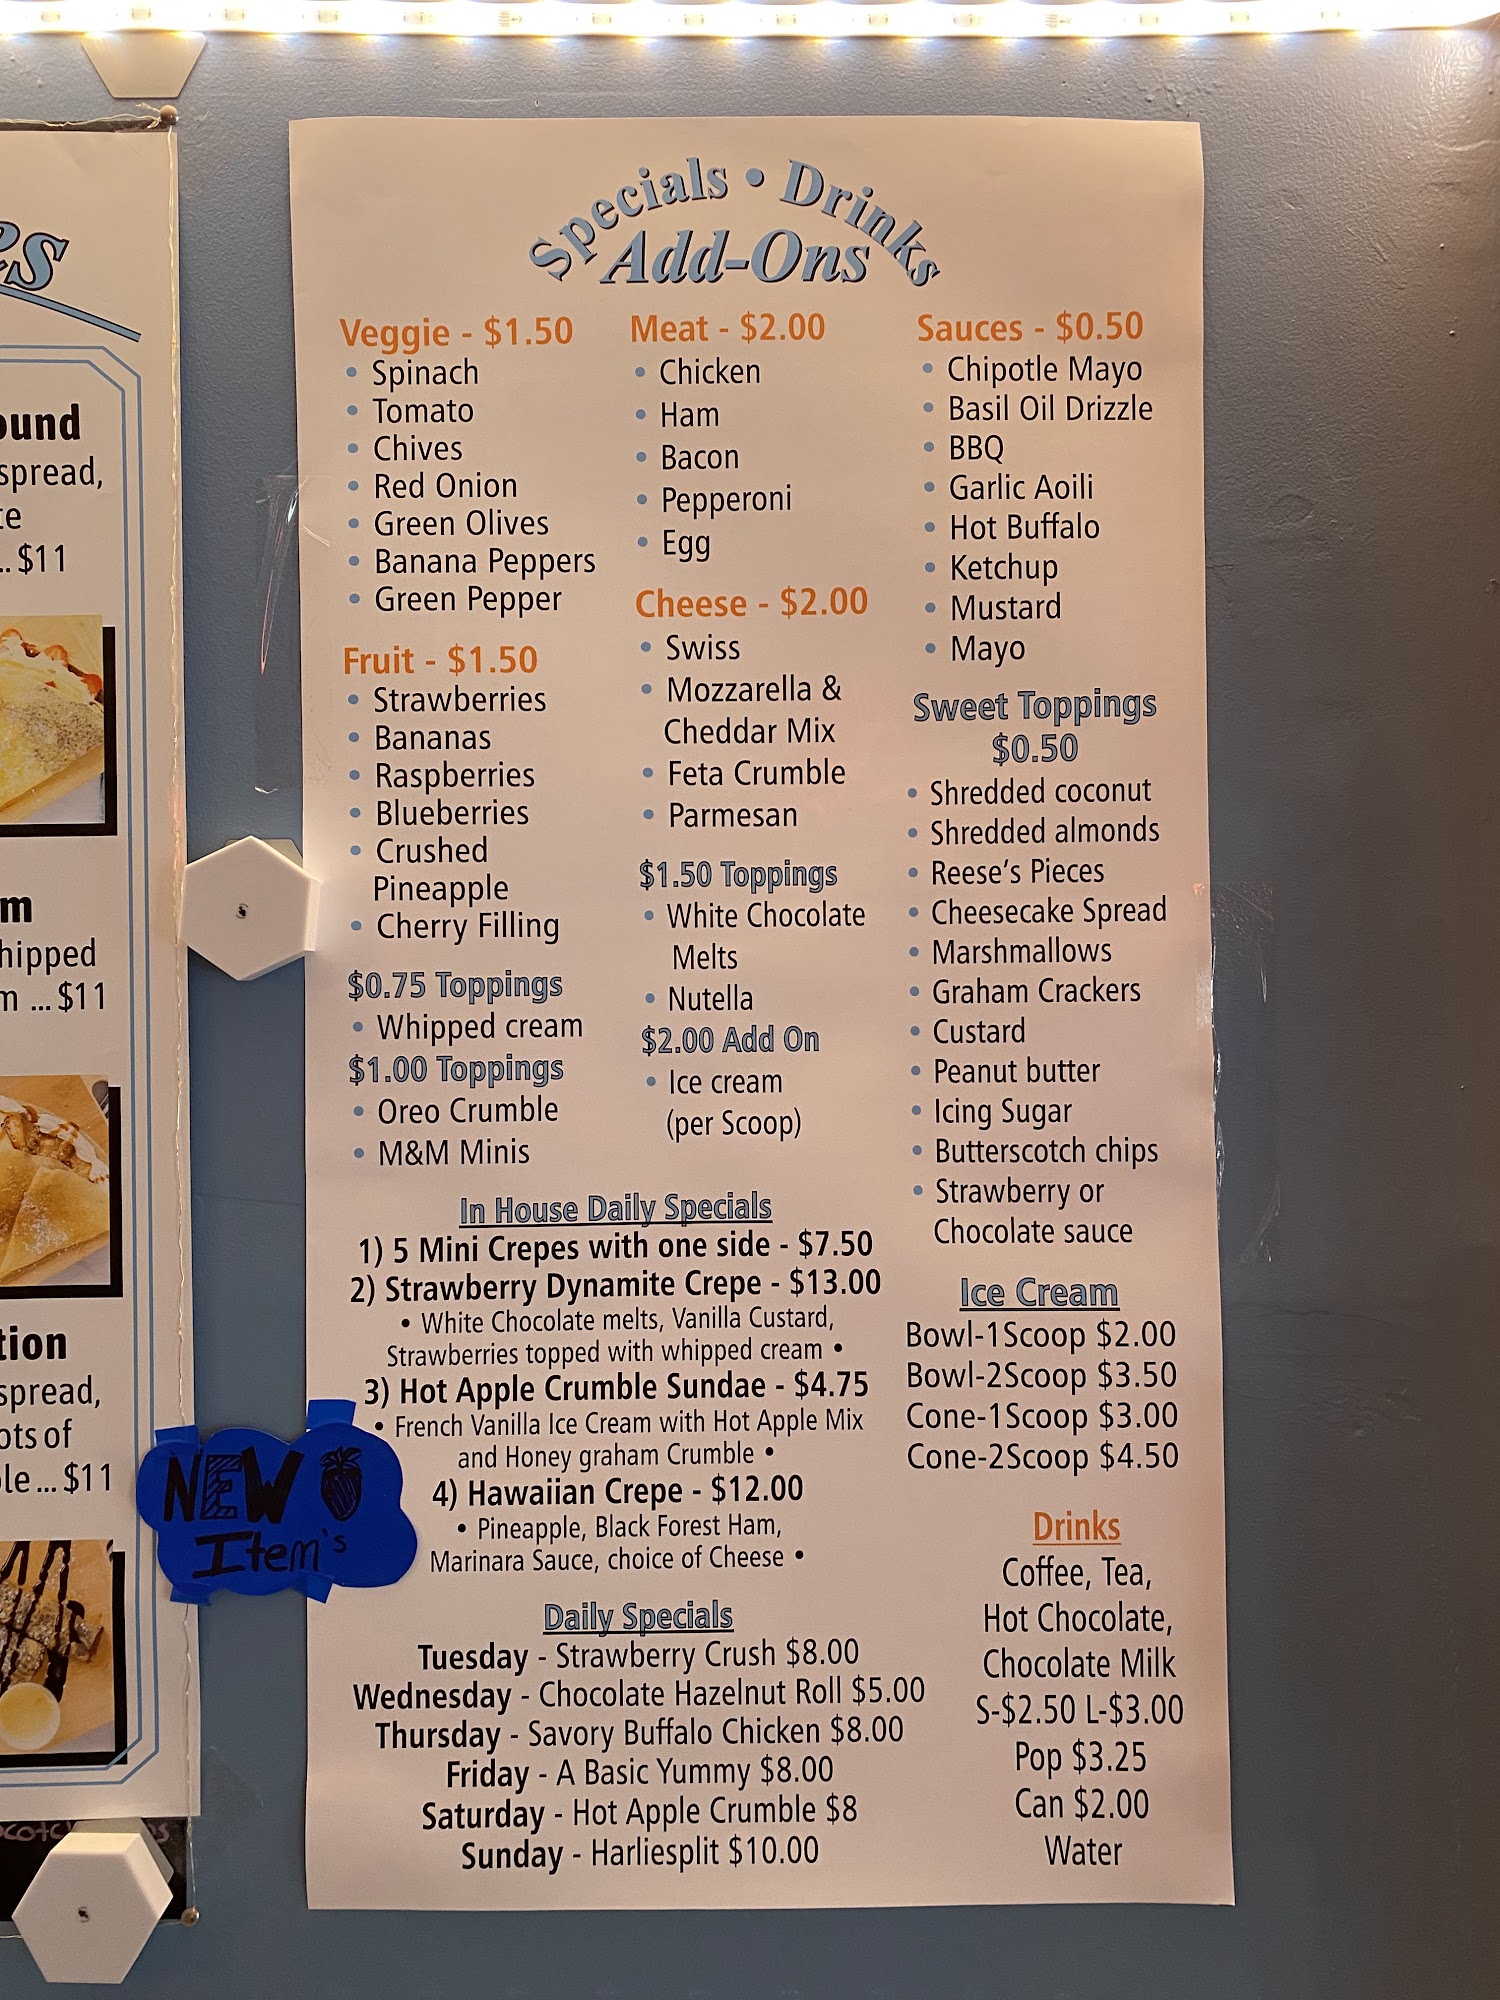 es
ound
spread,
te
.. $11
m
hipped
m ... $11
tion
spread,
ots of
le ... $11
Specials • Drinks
Add-Ons
Veggie - $1.50
• Spinach
• Tomato
• Chives
• Red Onion
• Green Olives
• Banana Peppers
• Green Pepper
Fruit - $1.50
• Strawberries
• Bananas
• Raspberries
• Blueberries
• Crushed
Pineapple
• Cherry Filling
$0.75 Toppings
• Whipped cream
$1.00 Toppings
• Oreo Crumble
• M&M Minis
Meat - $2.00
• Chicken
• Ham
• Bacon
• Pepperoni
• Egg
Cheese - $2.00
• Swiss
• Mozzarella &
Cheddar Mix
• Feta Crumble
• Parmesan
$1.50 Toppings
• White Chocolate
Melts
• Nutella
$2.00 Add On
• Ice cream
(per Scoop)
Sauces - $0.50
• Chipotle Mayo
• Basil Oil Drizzle
• BBQ
• Garlic Aoili
• Hot Buffalo
• Ketchup
• Mustard
• Mayo
Sweet Toppings
$0.50
• Shredded coconut
• Shredded almonds
• Reese's Pieces
• Cheesecake Spread
• Marshmallows
• Graham Crackers
• Custard
• Peanut butter
• Icing Sugar
• Butterscotch chips
• Strawberry or
Chocolate sauce
In House Daily Specials
1) 5 Mini Crepes with one side - $7.50
2) Strawberry Dynamite Crepe - $13.00
• White Chocolate melts, Vanilla Custard,
Strawberries topped with whipped cream •
3) Hot Apple Crumble Sundae - $4.75
• French Vanilla Ice Cream with Hot Apple Mix
and Honey graham Crumble •
4) Hawaiian Crepe - $12.00
• Pineapple, Black Forest Ham,
Marinara Sauce, choice of Cheese •
NEW
Item's
Daily Specials
Tuesday - Strawberry Crush $8.00
Wednesday - Chocolate Hazelnut Roll $5.00
Thursday - Savory Buffalo Chicken $8.00
Friday - A Basic Yummy $8.00
Saturday - Hot Apple Crumble $8
Sunday - Harliesplit $10.00
Ice Cream
Bowl-1Scoop $2.00
Bowl-2Scoop $3.50
Cone-1Scoop $3.00
Cone-2Scoop $4.50
Drinks
Coffee, Tea,
Hot Chocolate,
Chocolate Milk
S-$2.50 L-$3.00
Pop $3.25
Can $2.00
Water